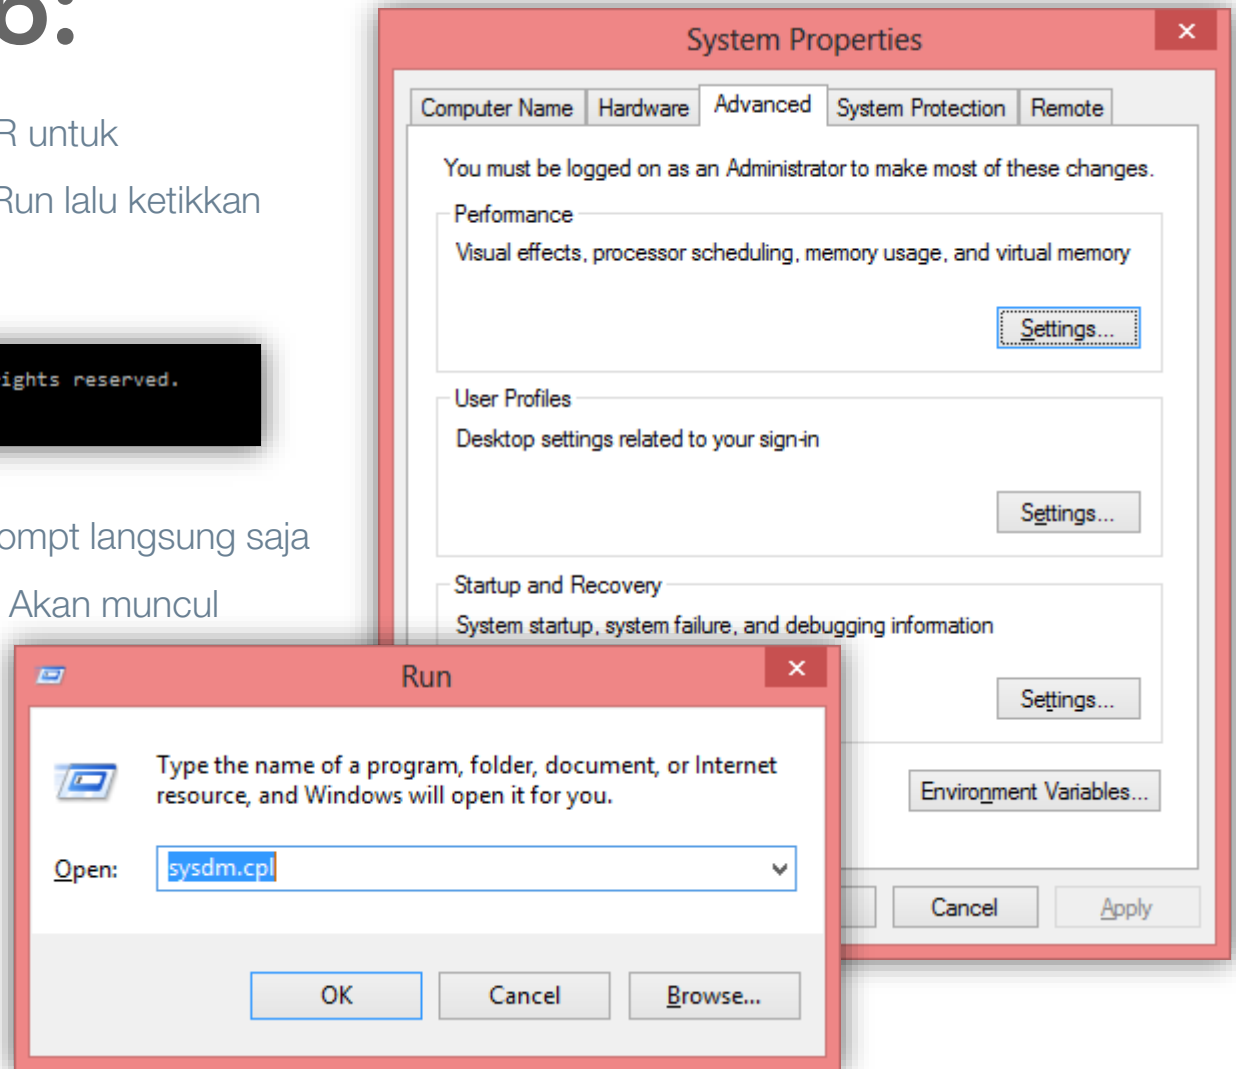 6:
R untuk
Run lalu ketikkan
ights reserved.
ompt langsung saja
Akan muncul
System Properties
Computer Name Hardware Advanced System Protection Remote
You must be logged on as an Administrator to make most of these changes.
Performance
Visual effects, processor scheduling, memory usage, and virtual memory
Settings...
User Profiles
Desktop settings related to your sign-in
Settings...
Startup and Recovery
System startup, system failure, and debugging information
Settings...
Environment Variables...
Cancel Apply
Run
Type the name of a program, folder, document, or Internet
resource, and Windows will open it for you.
Open: sysdm.cpl
OK Cancel Browse...